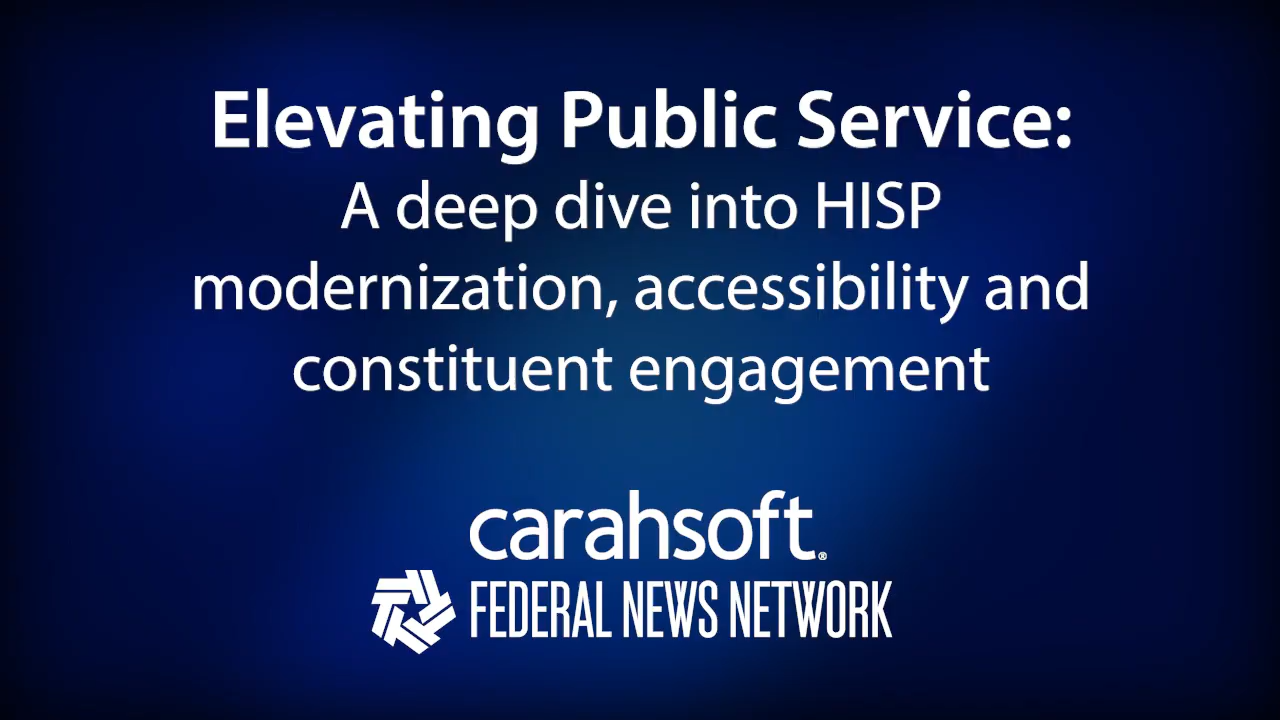 Elevating Public Service:
A deep dive into HISP
modernization, accessibility and
constituent engagement
carahsoft®
FEDERAL NEWS NETWORK